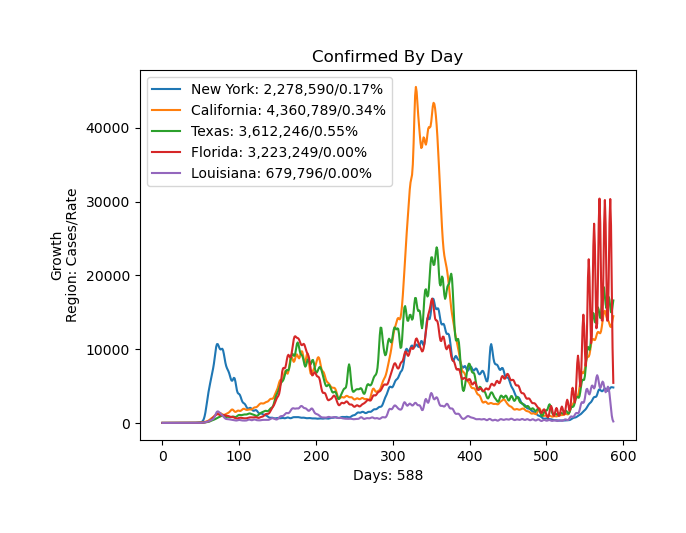 Confirmed By Day
New York: 2,278,590/0.17%
California: 4,360,789/0.34%
Texas: 3,612,246/0.55%
Florida: 3,223,249/0.00%
Louisiana: 679,796/0.00%
Growth
Region: Cases/Rate
40000
30000
20000
10000
0
0 100 200 300 400 500 600
Days: 588